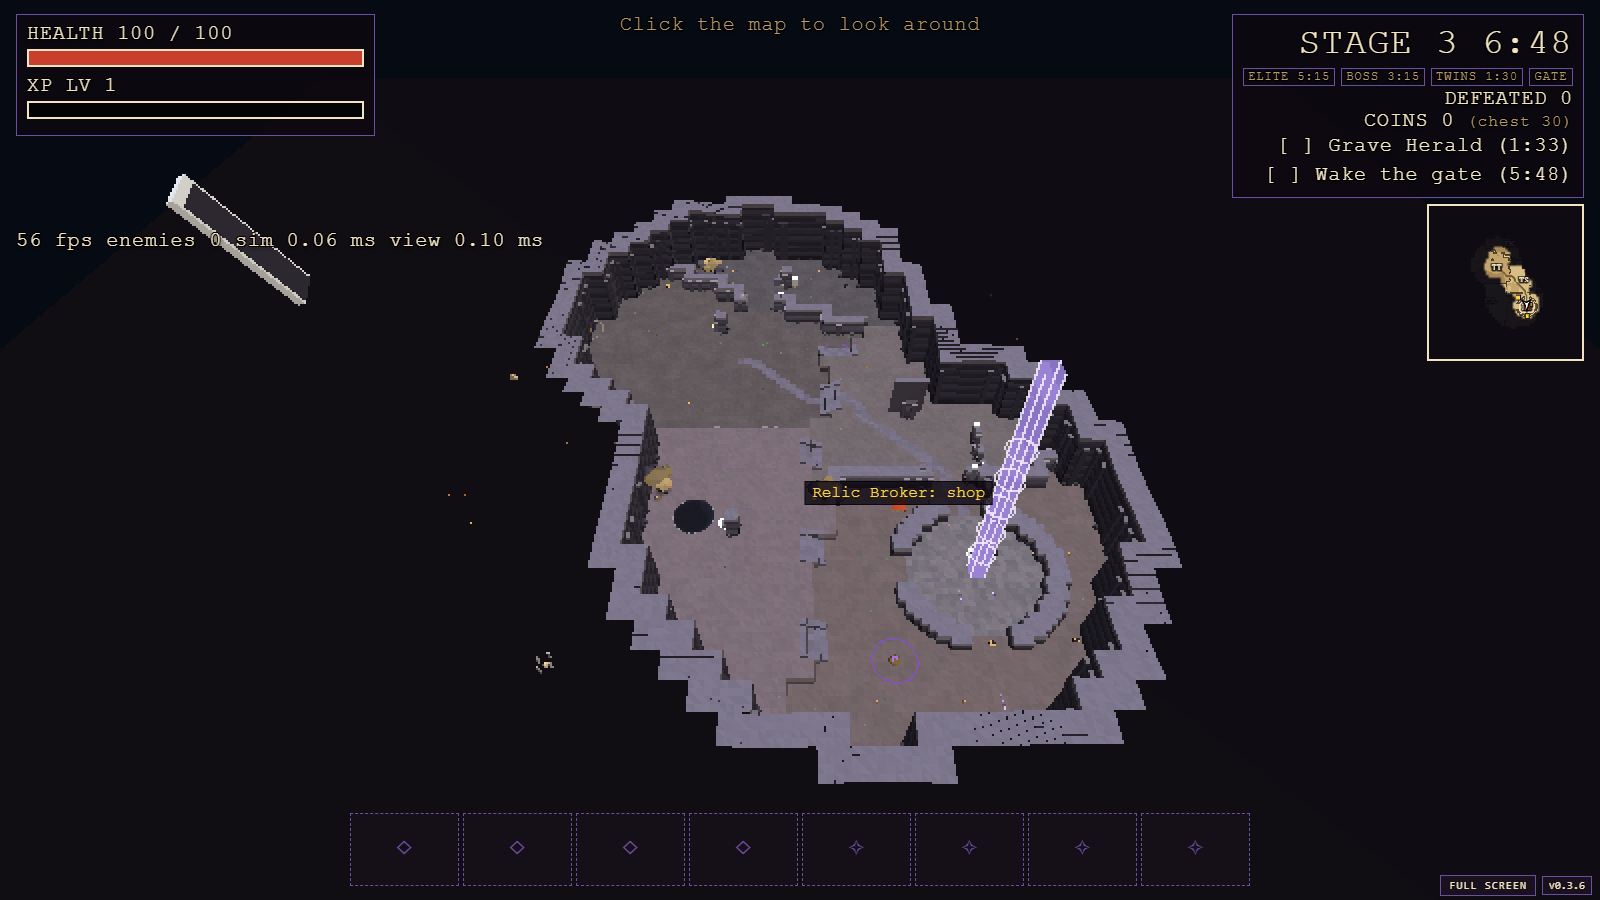 HEALTH 100 / 100
XP LV 1
Click the map to look around
STAGE 3 6:48
ELITE 5:15 BOSS 3:15 TWINS 1:30 GATE
DEFEATED 0
COINS 0 (chest 30)
[ ] Grave Herald (1:33)
[ ] Wake the gate (5:48)
56 fps enemies 0 sim 0.06 ms view 0.10 ms
Relic Broker: shop
FULL SCREEN
v0.3.6